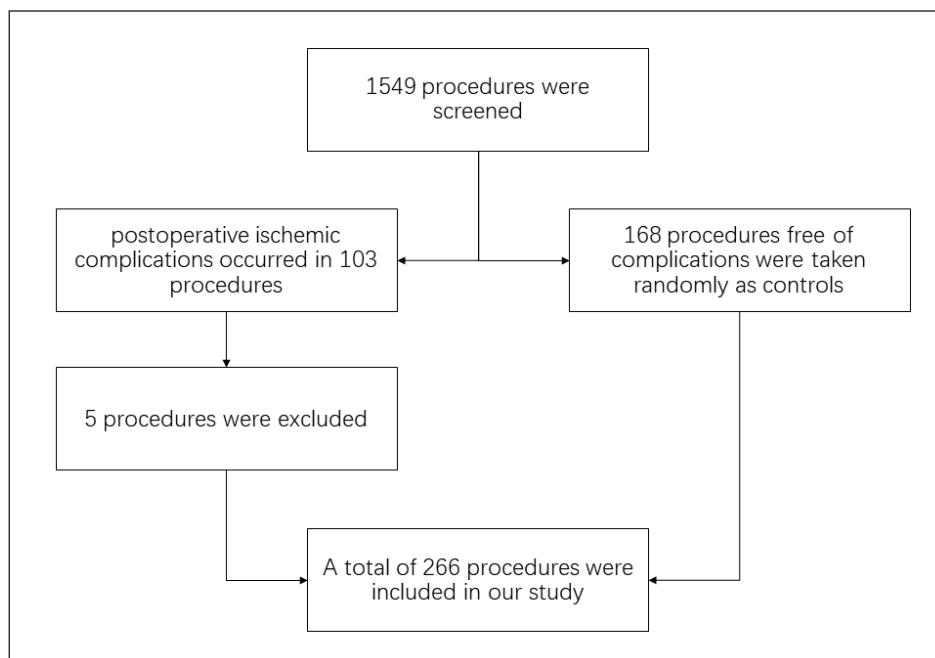 1549 procedures were
screened
postoperative ischemic
complications occurred in 103
procedures
168 procedures free of
complications were taken
randomly as controls
5 procedures were excluded
A total of 266 procedures were
included in our study